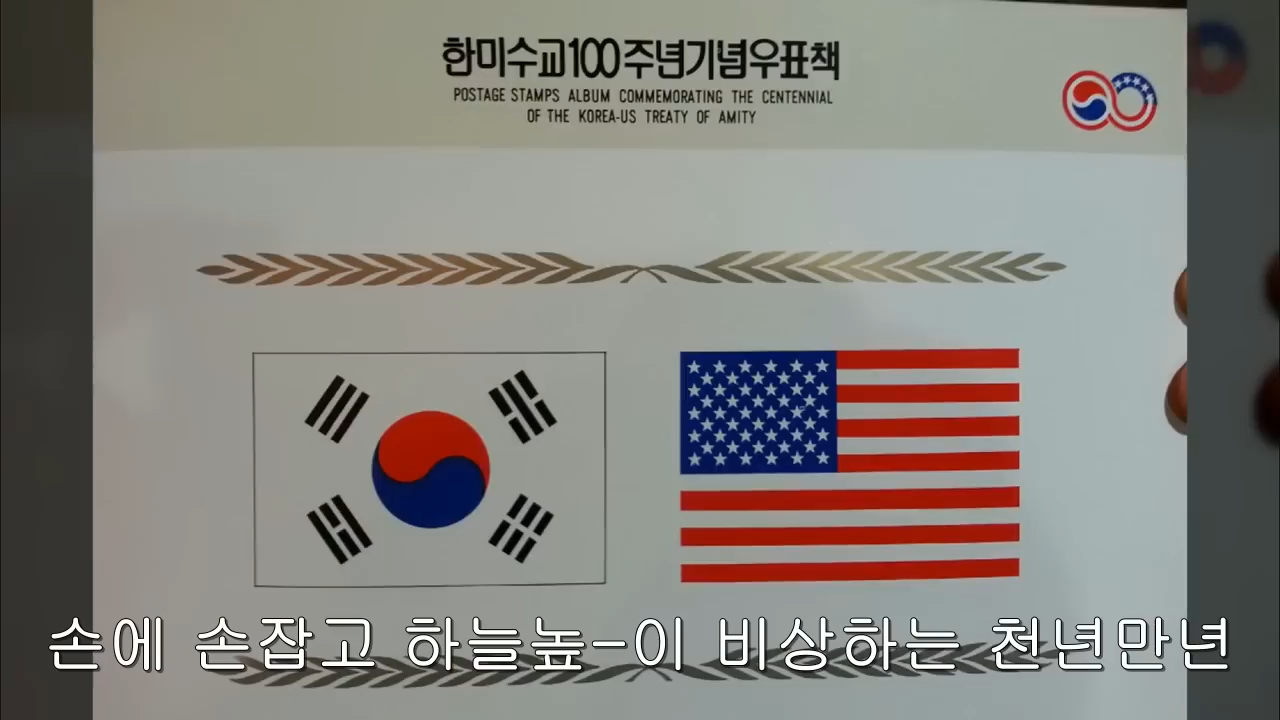 한미수교100주년기념우표책
POSTAGE STAMPS ALBUM COMMEMORATING THE CENTENNIAL
OF THE KOREA-US TREATY OF AMITY
손에 손잡고 하늘높-이 비상하는 천년만년